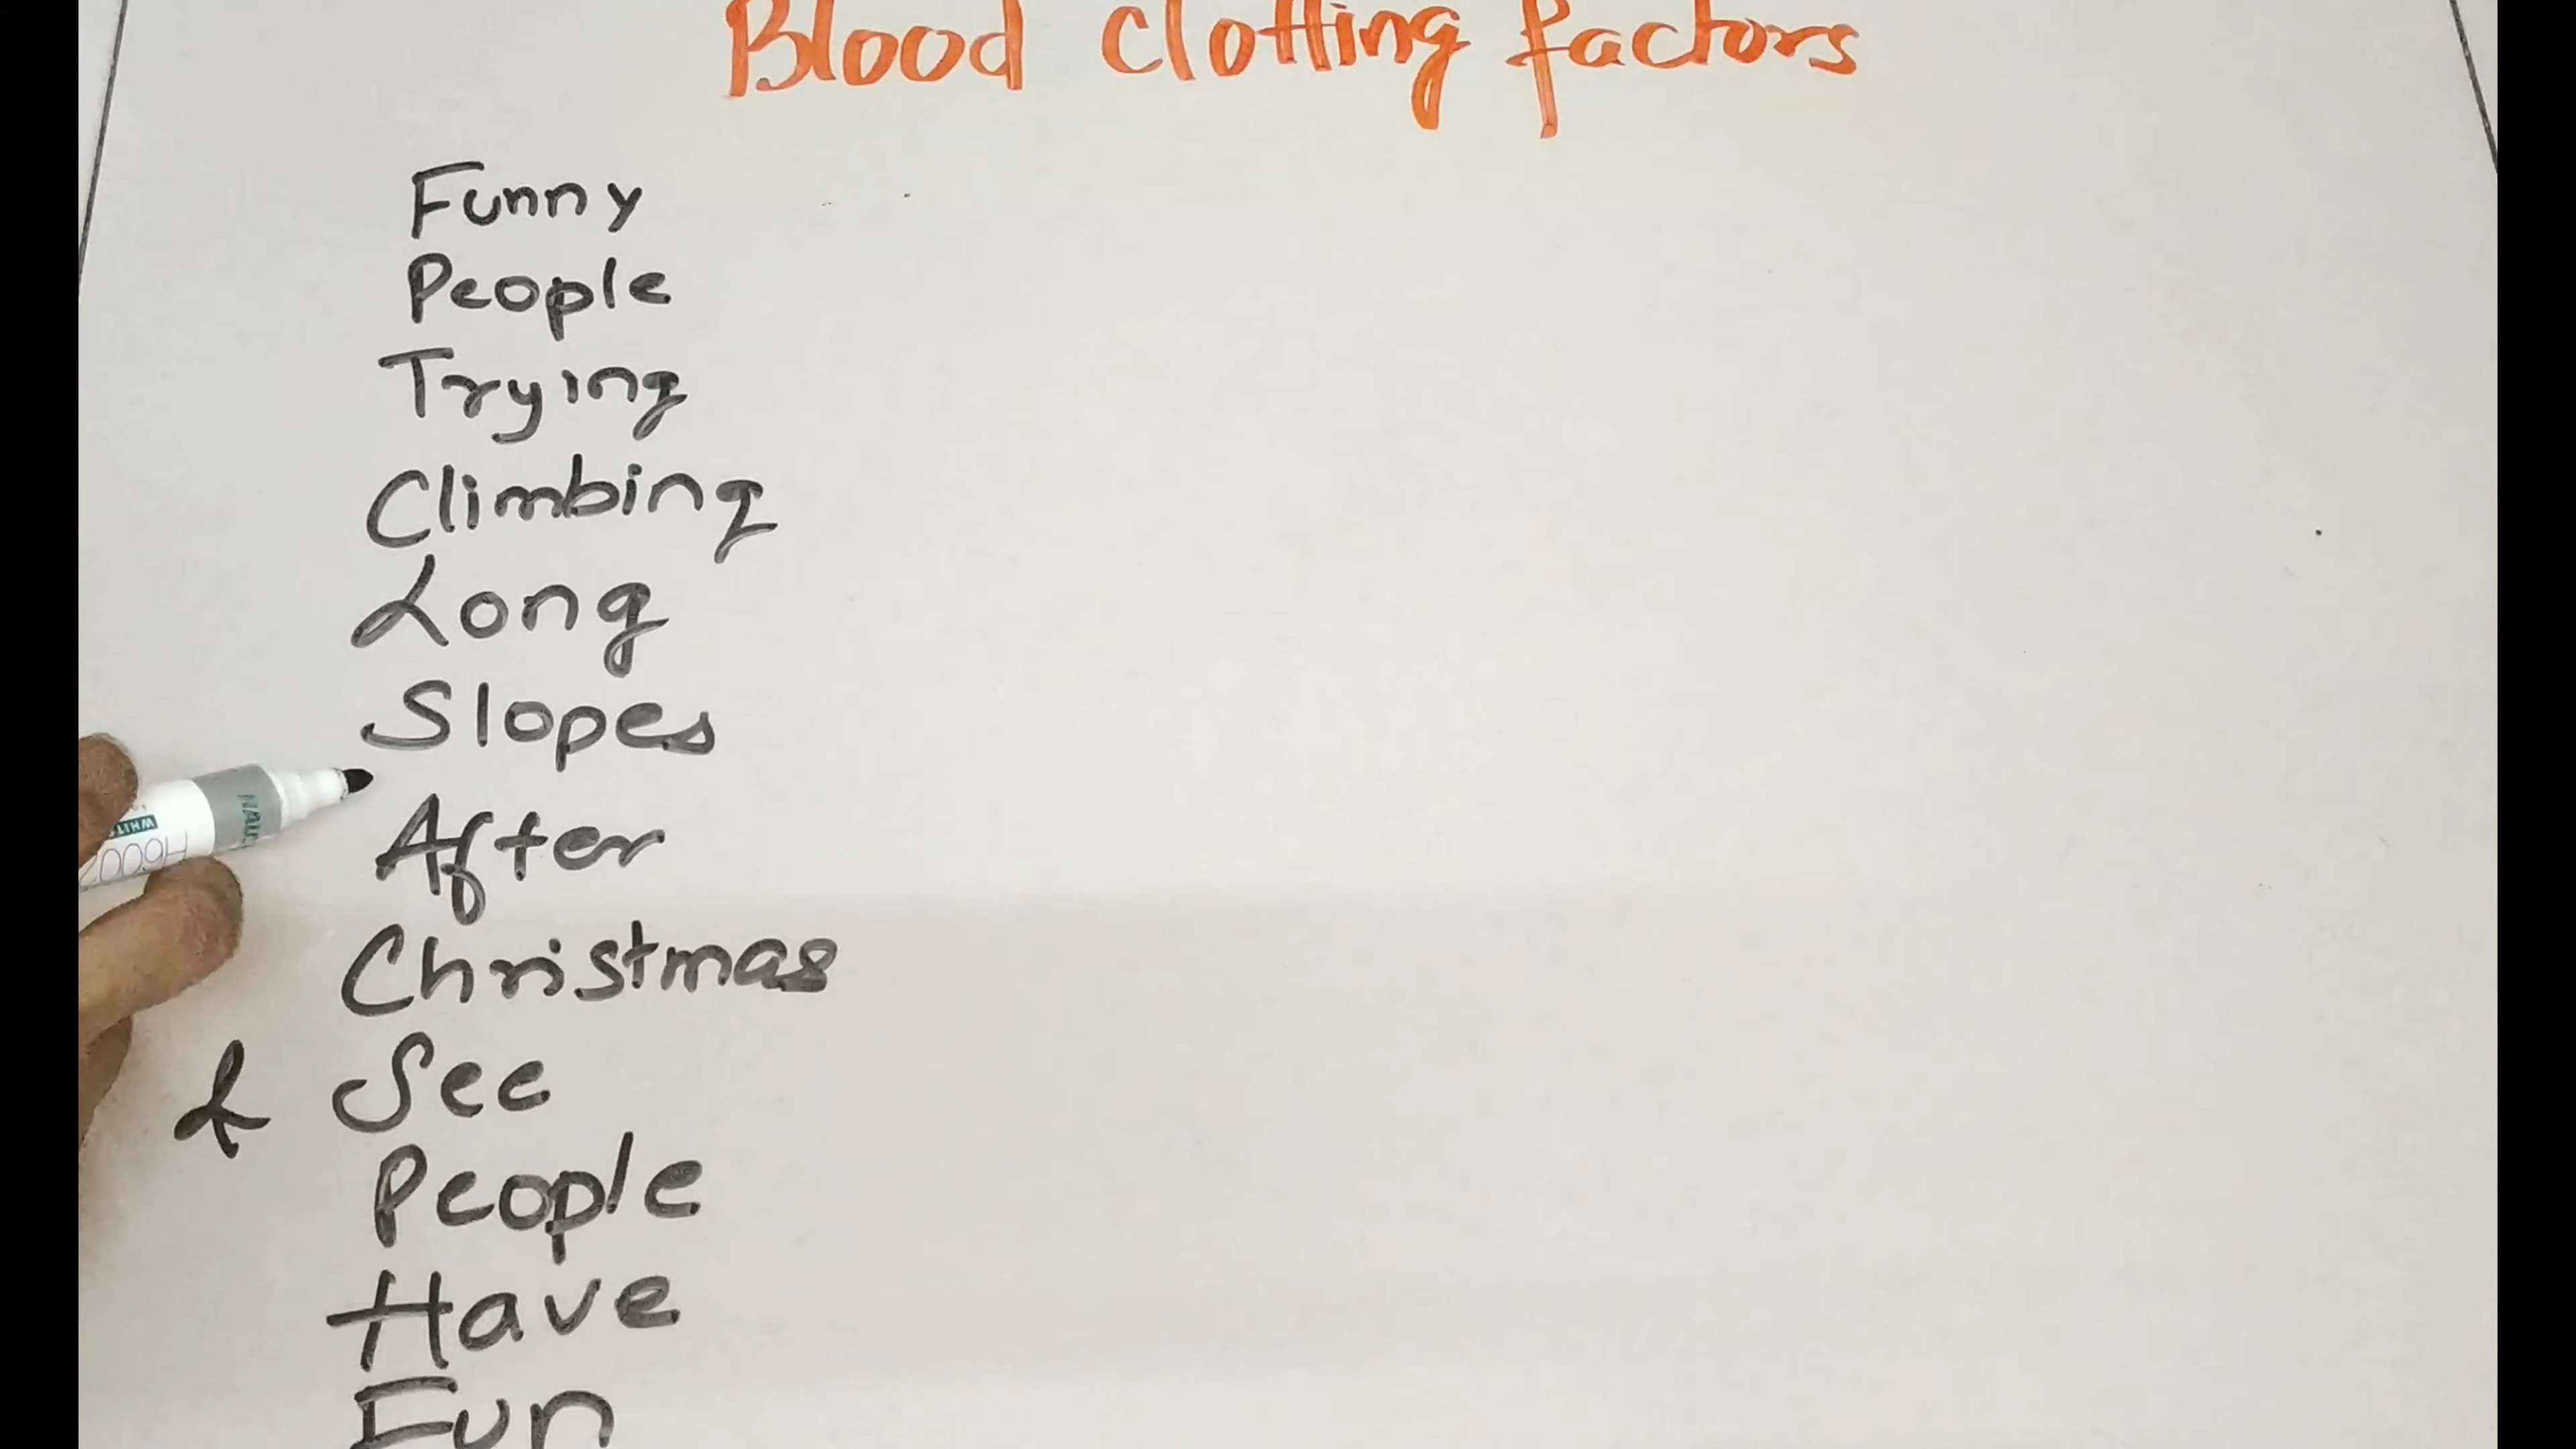 Blood Clotting factors
Funny
People
Trying
Climbing
Long
Slopes
After
Christmas
& See
People
Have
Fun